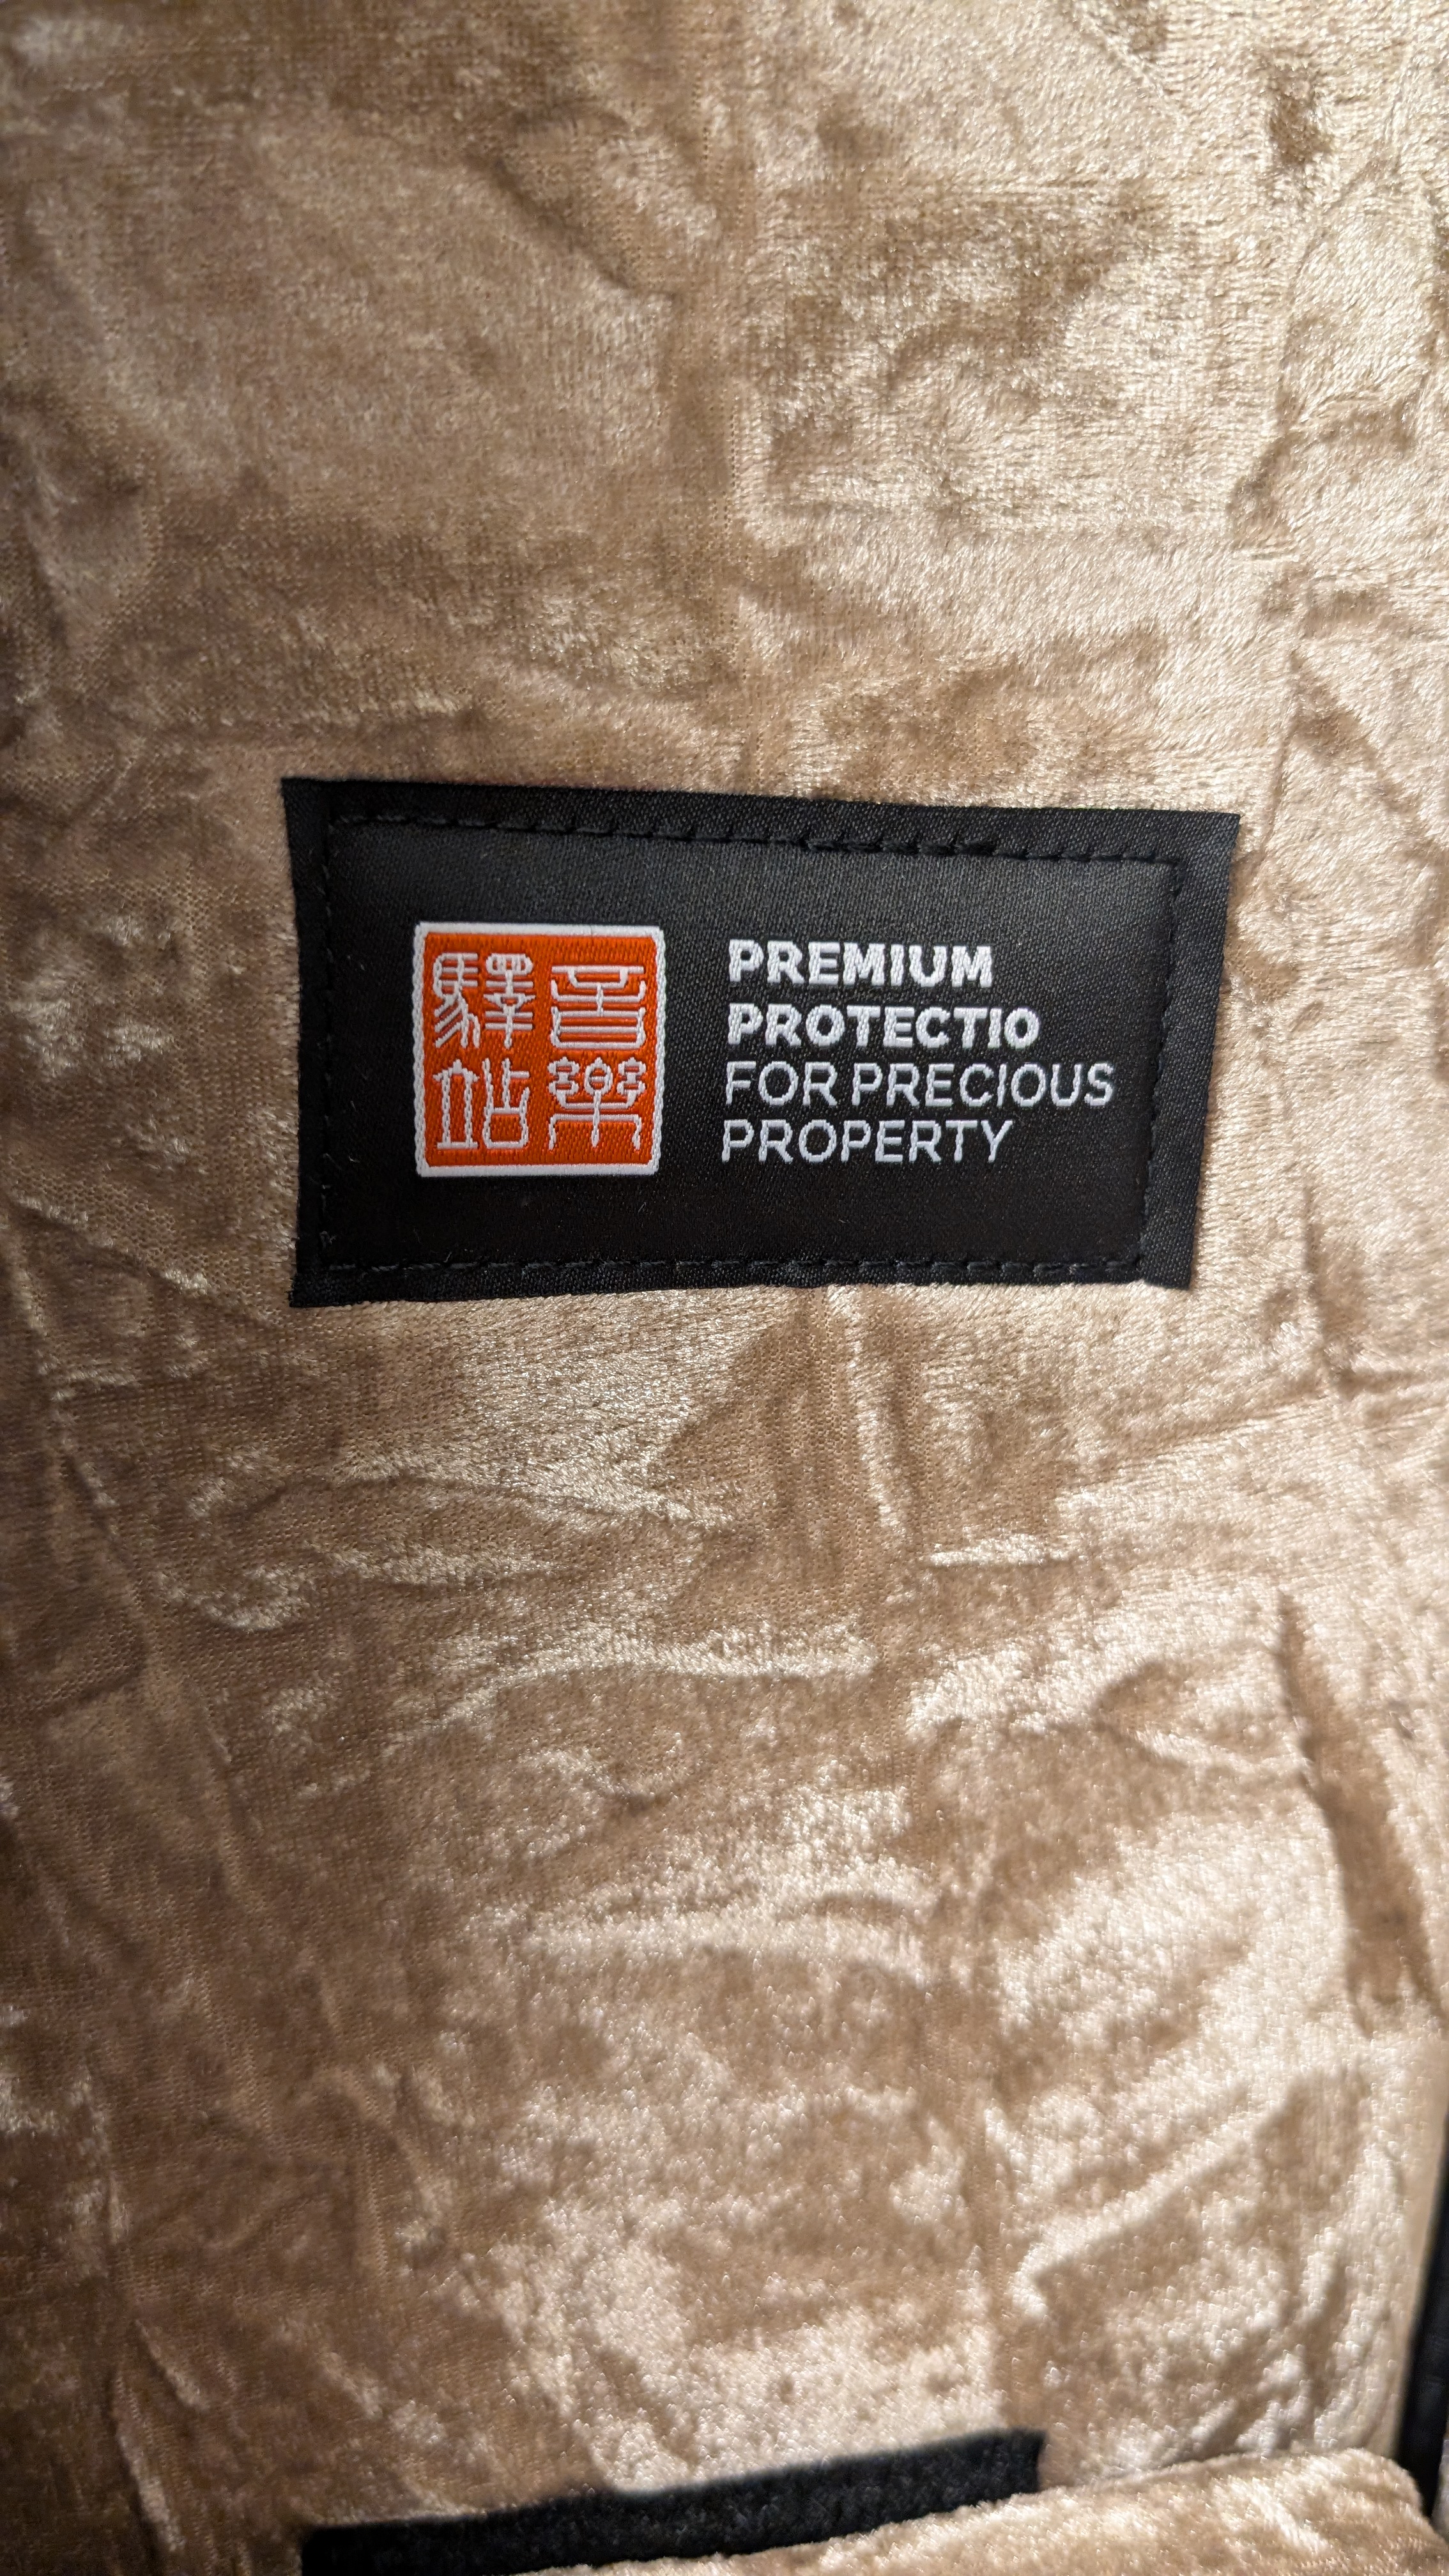 音樂
驛站
PREMIUM
PROTECTIO
FOR PRECIOUS
PROPERTY